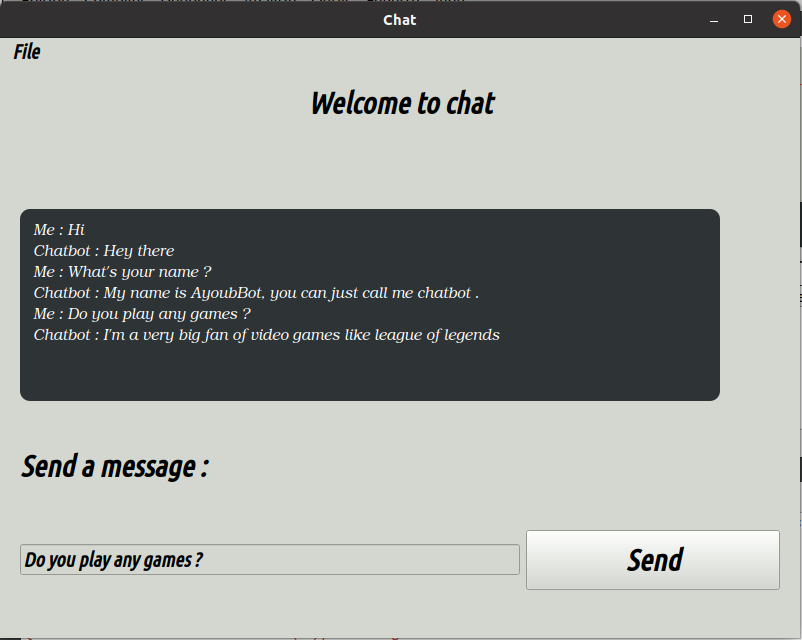 Chat
File
Welcome to chat
Me : Hi
Chatbot : Hey there
Me : What's your name ?
Chatbot : My name is AyoubBot, you can just call me chatbot .
Me : Do you play any games ?
Chatbot : I'm a very big fan of video games like league of legends
Send a message :
Do you play any games ?
Send